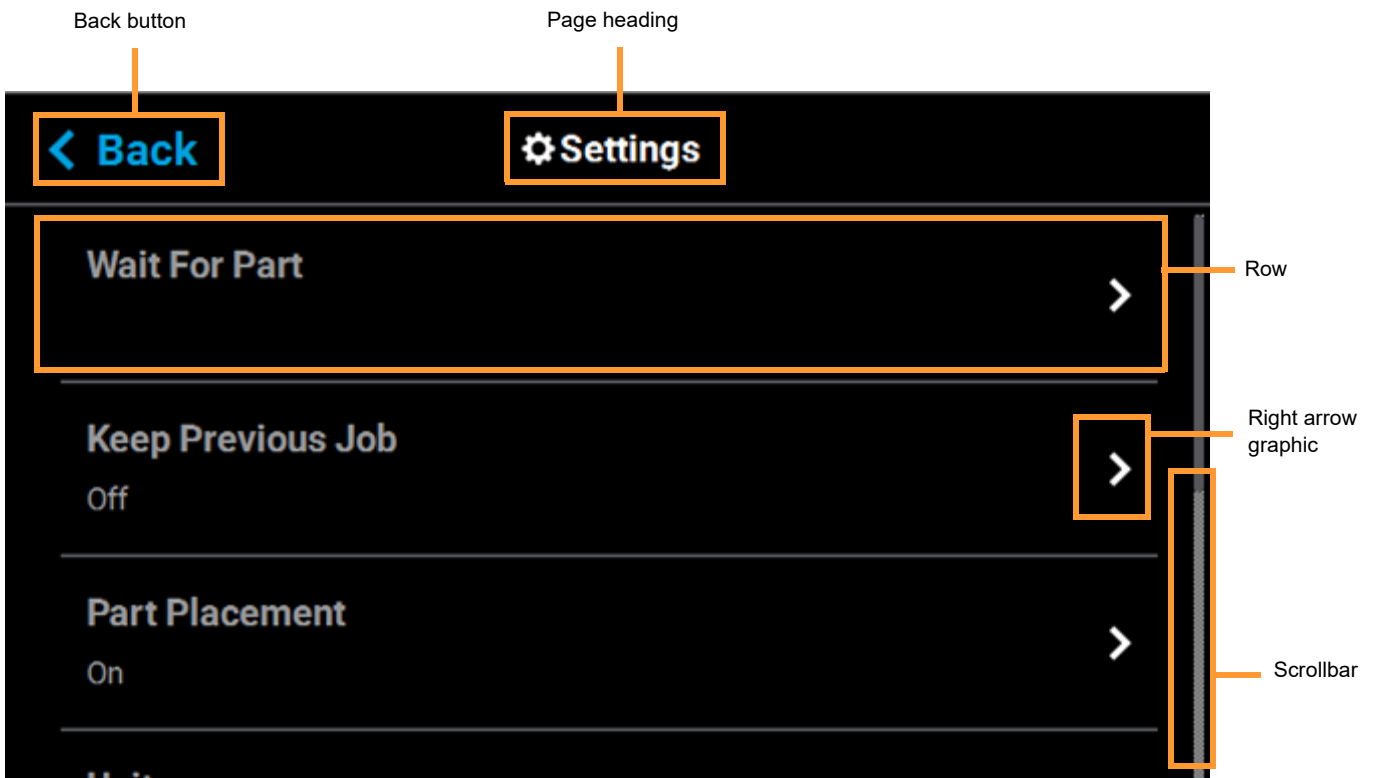 Back button
Page heading
Back
Settings
Wait For Part
Row
Keep Previous Job
Right arrow
graphic
Off
Part Placement
On
Scrollbar